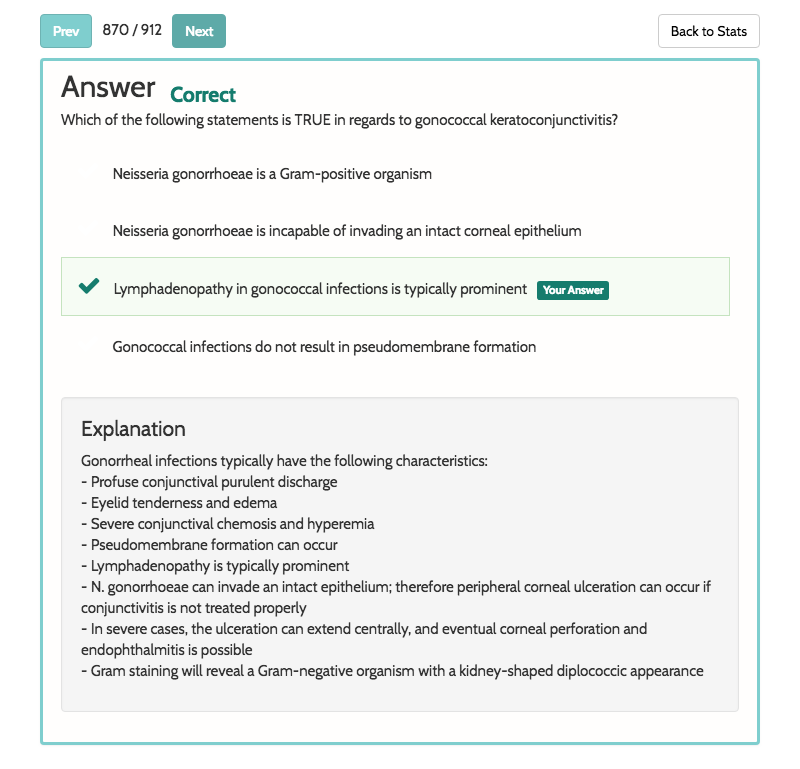 Prev 870 / 912 Next Back to Stats
Answer Correct
Which of the following statements is TRUE in regards to gonococcal keratoconjunctivitis?
Neisseria gonorrhoeae is a Gram-positive organism
Neisseria gonorrhoeae is incapable of invading an intact corneal epithelium
Lymphadenopathy in gonococcal infections is typically prominent Your Answer
Gonococcal infections do not result in pseudomembrane formation
Explanation
Gonorrheal infections typically have the following characteristics:
- Profuse conjunctival purulent discharge
- Eyelid tenderness and edema
- Severe conjunctival chemosis and hyperemia
- Pseudomembrane formation can occur
- Lymphadenopathy is typically prominent
- N. gonorrhoeae can invade an intact epithelium; therefore peripheral corneal ulceration can occur if
conjunctivitis is not treated properly
- In severe cases, the ulceration can extend centrally, and eventual corneal perforation and
endophthalmitis is possible
- Gram staining will reveal a Gram-negative organism with a kidney-shaped diplococcic appearance